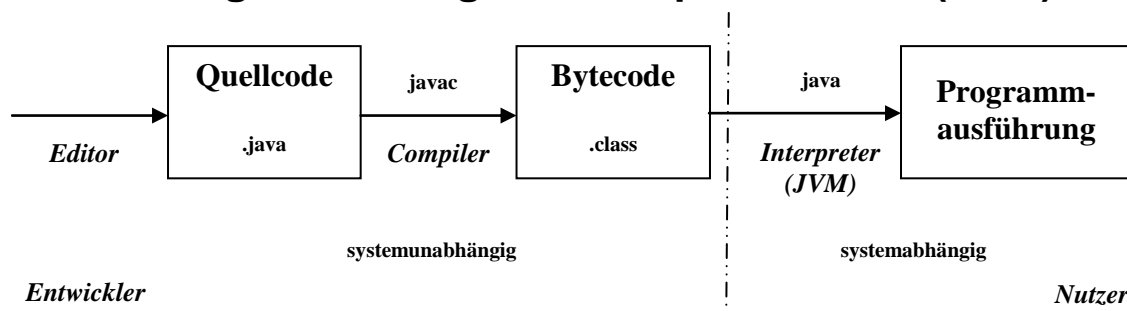 Quellcode
.java
javac
Bytecode
.class
java
Programm-
ausführung
Editor
Compiler
Interpreter
(JVM)
systemunabhängig
systemabhängig
Entwickler
Nutzer